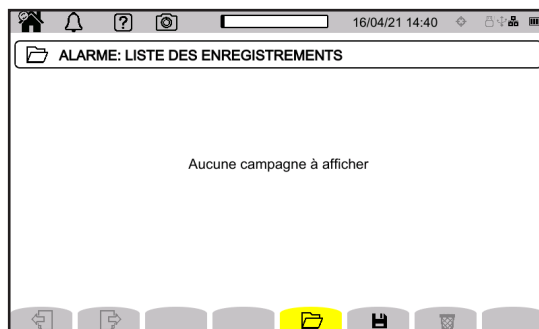 16/04/21 14:40
ALARME: LISTE DES ENREGISTREMENTS
Aucune campagne à afficher